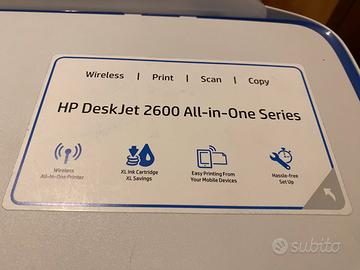 Wireless | Print | Scan | Copy
HP DeskJet 2600 All-in-One Series
Wireless
All-In-One Printer
XL Ink Cartridge
XL Savings
Easy Printing From
Your Mobile Devices
Hassle-free
Set Up
subito